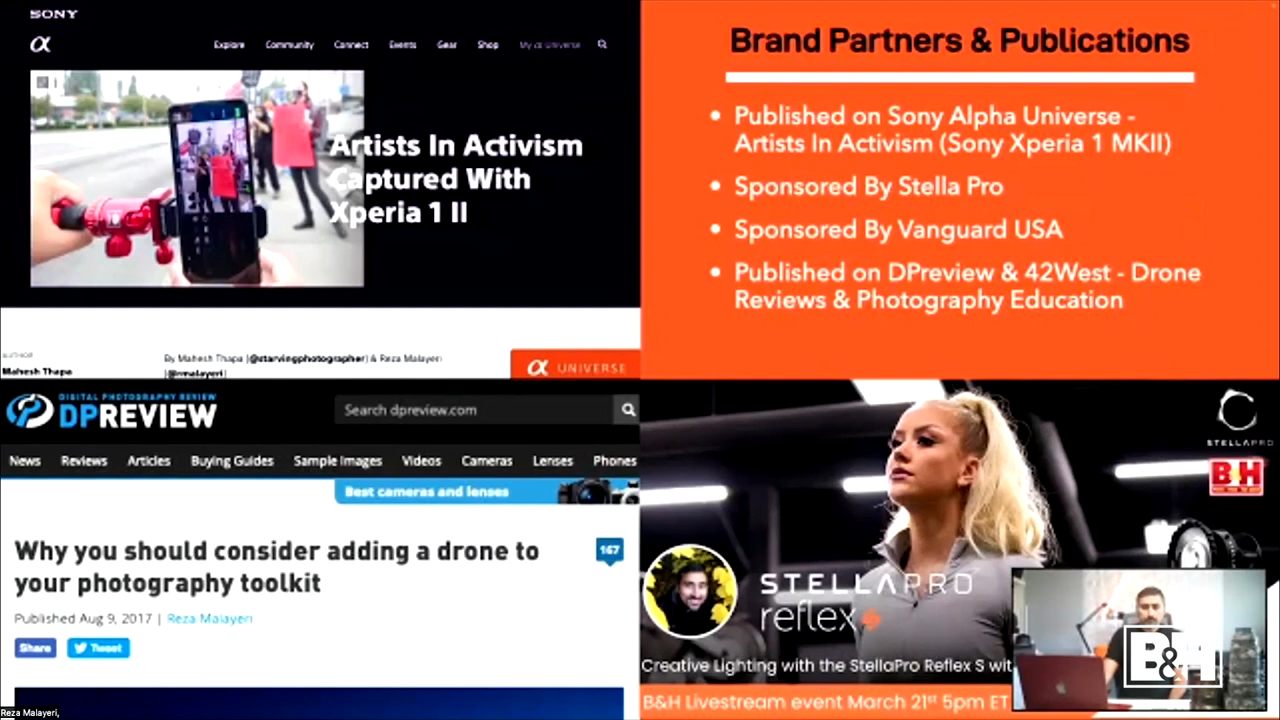 SONY
α
Explore Community Connect Events Gear Shop My α Universe
Artists In Activism
Captured With
Xperia 1 II
AUTHOR
Mahesh Thapa
By Mahesh Thapa (@starvingphotographer) & Reza Malayeri
(@rmalayeri)
α UNIVERSE
Brand Partners & Publications
• Published on Sony Alpha Universe -
Artists In Activism (Sony Xperia 1 MKII)
• Sponsored By Stella Pro
• Sponsored By Vanguard USA
• Published on DPreview & 42West - Drone
Reviews & Photography Education
DIGITAL PHOTOGRAPHY REVIEW
DPREVIEW
Search dpreview.com
News Reviews Articles Buying Guides Sample Images Videos Cameras Lenses Phones
Best cameras and lenses
Why you should consider adding a drone to
your photography toolkit
167
Published Aug 9, 2017 | Reza Malayeri
Share Tweet
Reza Malayeri,
STELLAPRO
B&H
STELLAPRO
reflex
Creative Lighting with the StellaPro Reflex S wit
B&H Livestream event March 21st 5pm ET
B&H